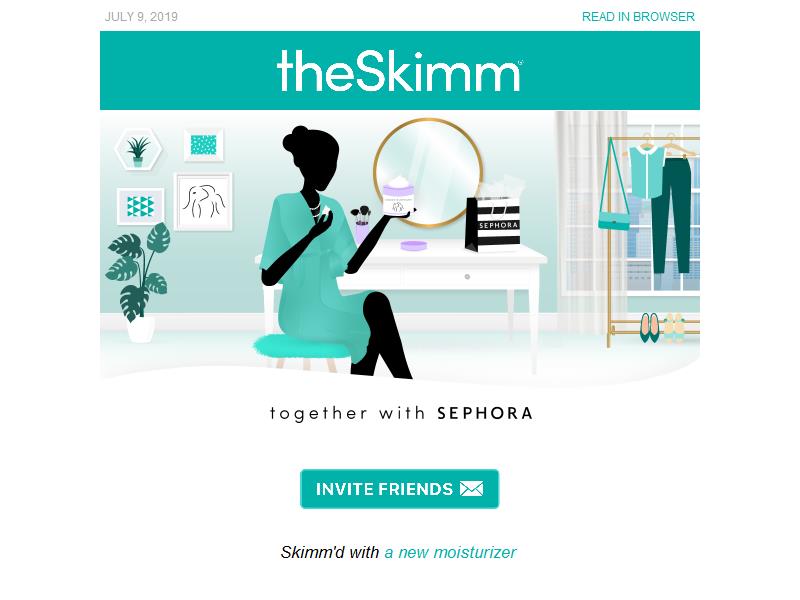 JULY 9, 2019
READ IN BROWSER
theSkimm
SEPHORA
together with SEPHORA
INVITE FRIENDS
Skimm'd with a new moisturizer